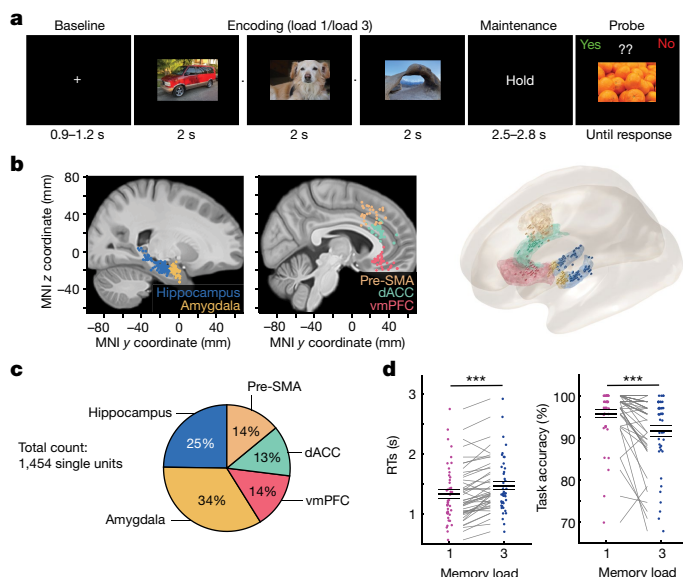 a
Baseline
Encoding (load 1/load 3)
Maintenance
Probe
+
Hold
Yes
??
No
0.9–1.2 s
2 s
2 s
2 s
2.5–2.8 s
Until response
b
MNI z coordinate (mm)
80
40
0
−40
Hippocampus
Amygdala
−80
−40
0
40
MNI y coordinate (mm)
Pre-SMA
dACC
vmPFC
−80
−40
0
40
MNI y coordinate (mm)
c
Total count:
1,454 single units
Hippocampus
25%
Pre-SMA
14%
dACC
13%
vmPFC
14%
Amygdala
34%
d
***
RTs (s)
3
2
1
1
3
Memory load
***
Task accuracy (%)
100
90
80
70
1
3
Memory load